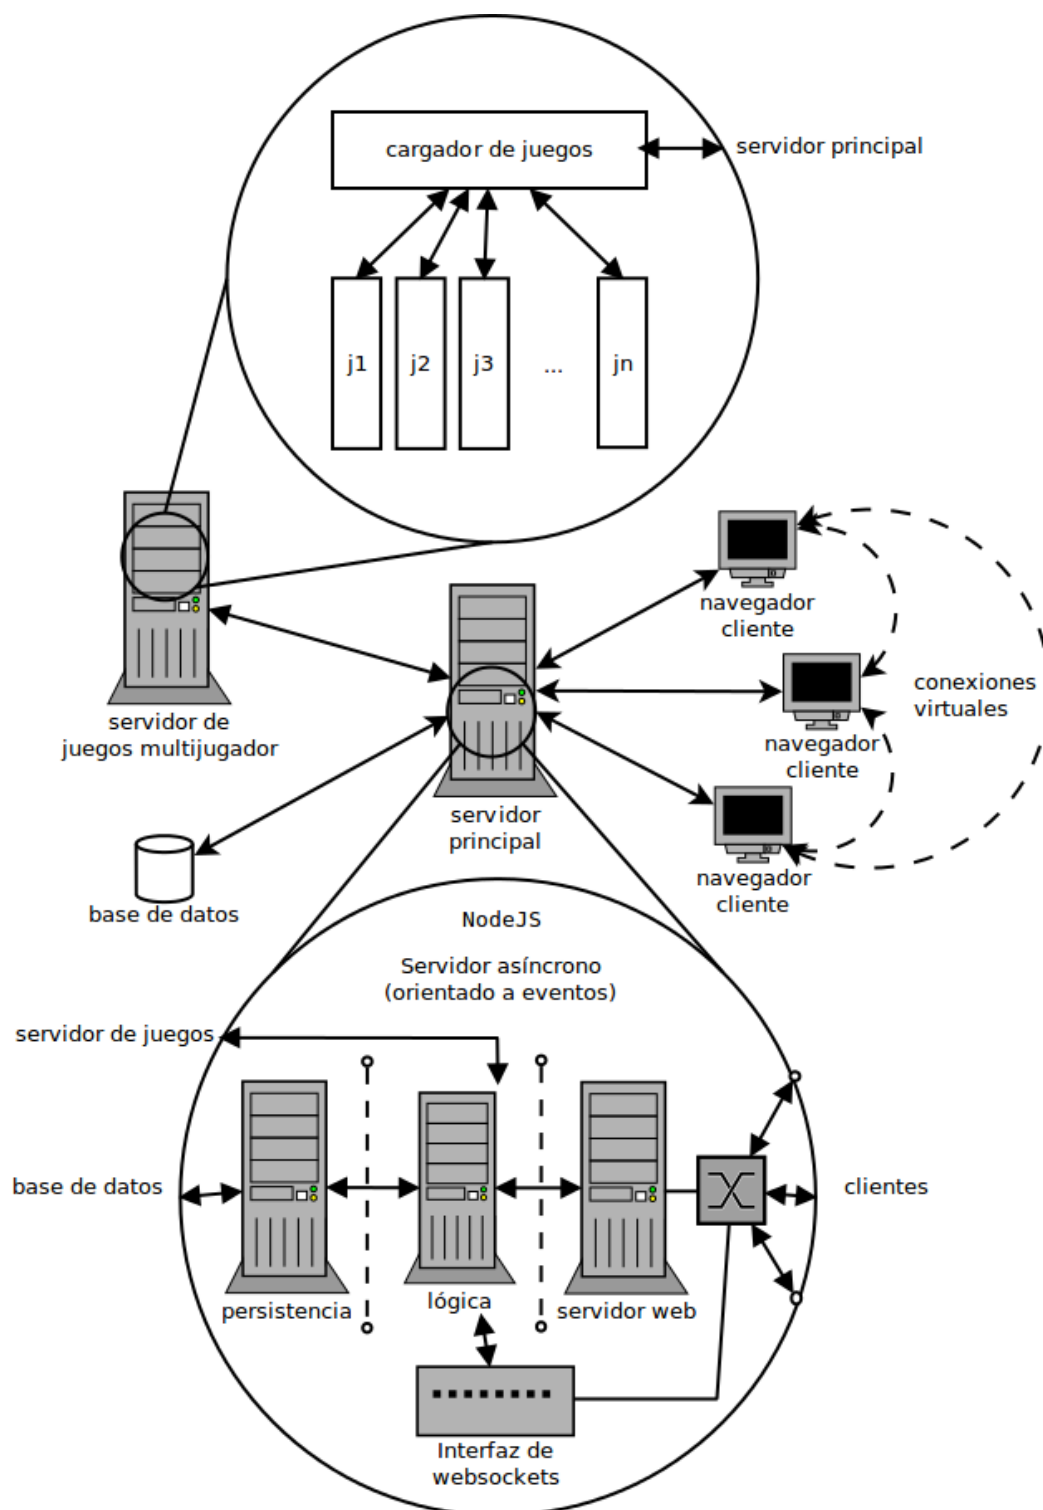 cargador de juegos
servidor principal
j1
j2
j3
...
jn
navegador
cliente
conexiones
virtuales
navegador
cliente
servidor de
juegos multijugador
servidor
principal
navegador
cliente
base de datos
NodeJS
Servidor asíncrono
(orientado a eventos)
servidor de juegos
base de datos
clientes
persistencia
lógica
servidor web
Interfaz de
websockets